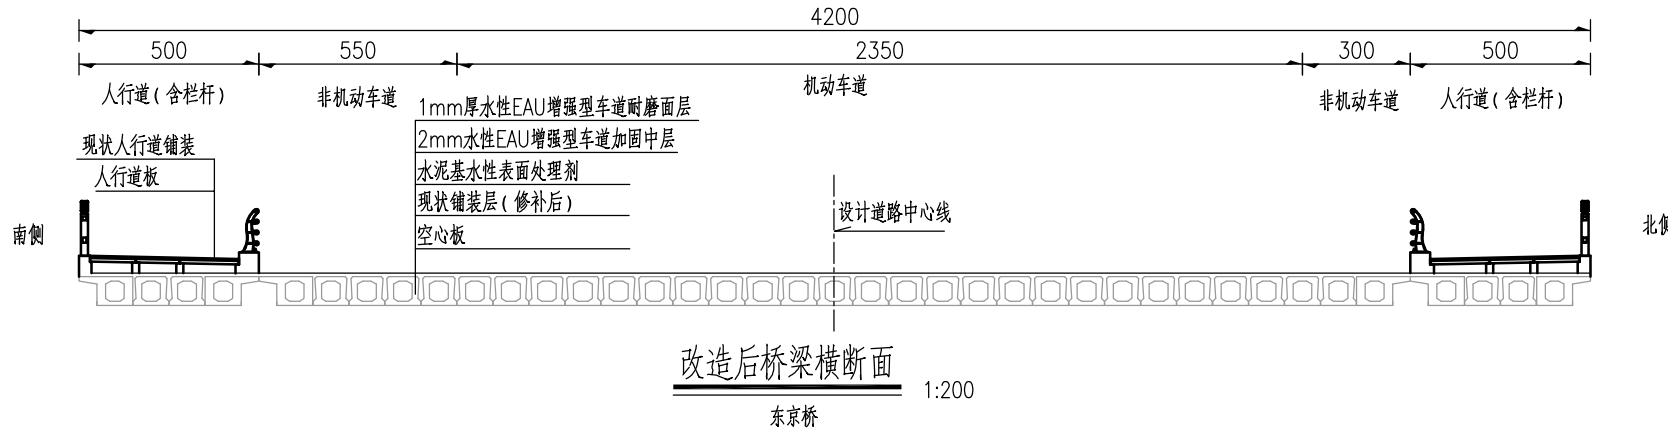 4200
500 550 2350 300 500
人行道(含栏杆) 非机动车道 机动车道 非机动车道 人行道(含栏杆)
1mm厚水性EAU增强型车道耐磨面层
2mm水性EAU增强型车道加固中层
水泥基水性表面处理剂
现状铺装层(修补后)
空心板
现状人行道铺装
人行道板
设计道路中心线
南侧
北侧
改造后桥梁横断面 1:200
东京桥